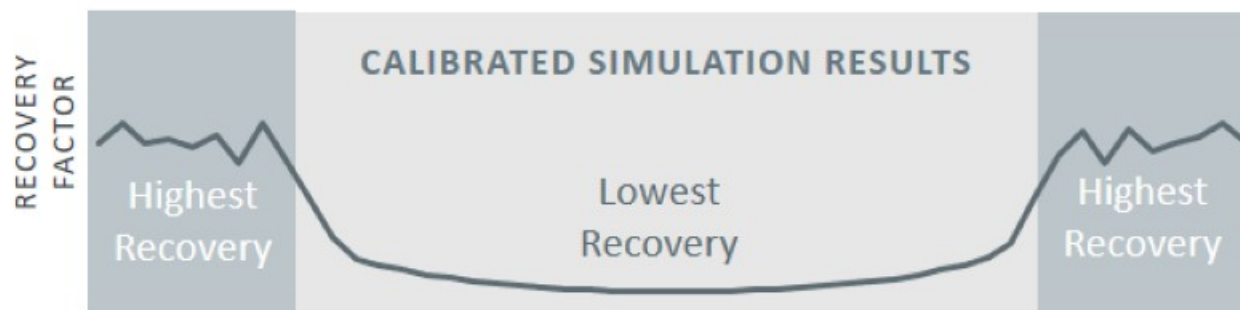 RECOVERY
FACTOR
CALIBRATED SIMULATION RESULTS
Highest
Recovery
Lowest
Recovery
Highest
Recovery